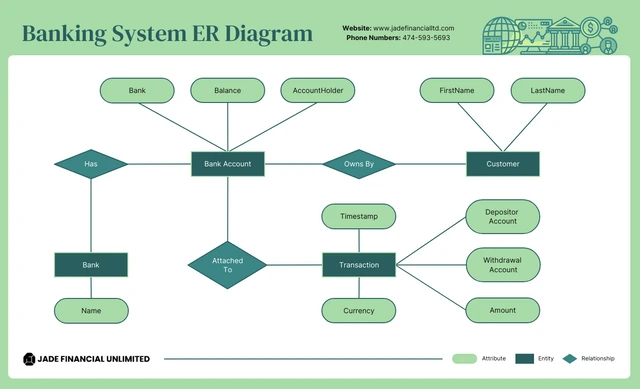 Banking System ER Diagram
Website: www.jadefinancialltd.com
Phone Numbers: 474-593-5693
Bank
Balance
AccountHolder
FirstName
LastName
Has
Bank Account
Owns By
Customer
Timestamp
Depositor
Account
Attached
To
Bank
Transaction
Withdrawal
Account
Name
Currency
Amount
JADE FINANCIAL UNLIMITED
Attribute
Entity
Relationship